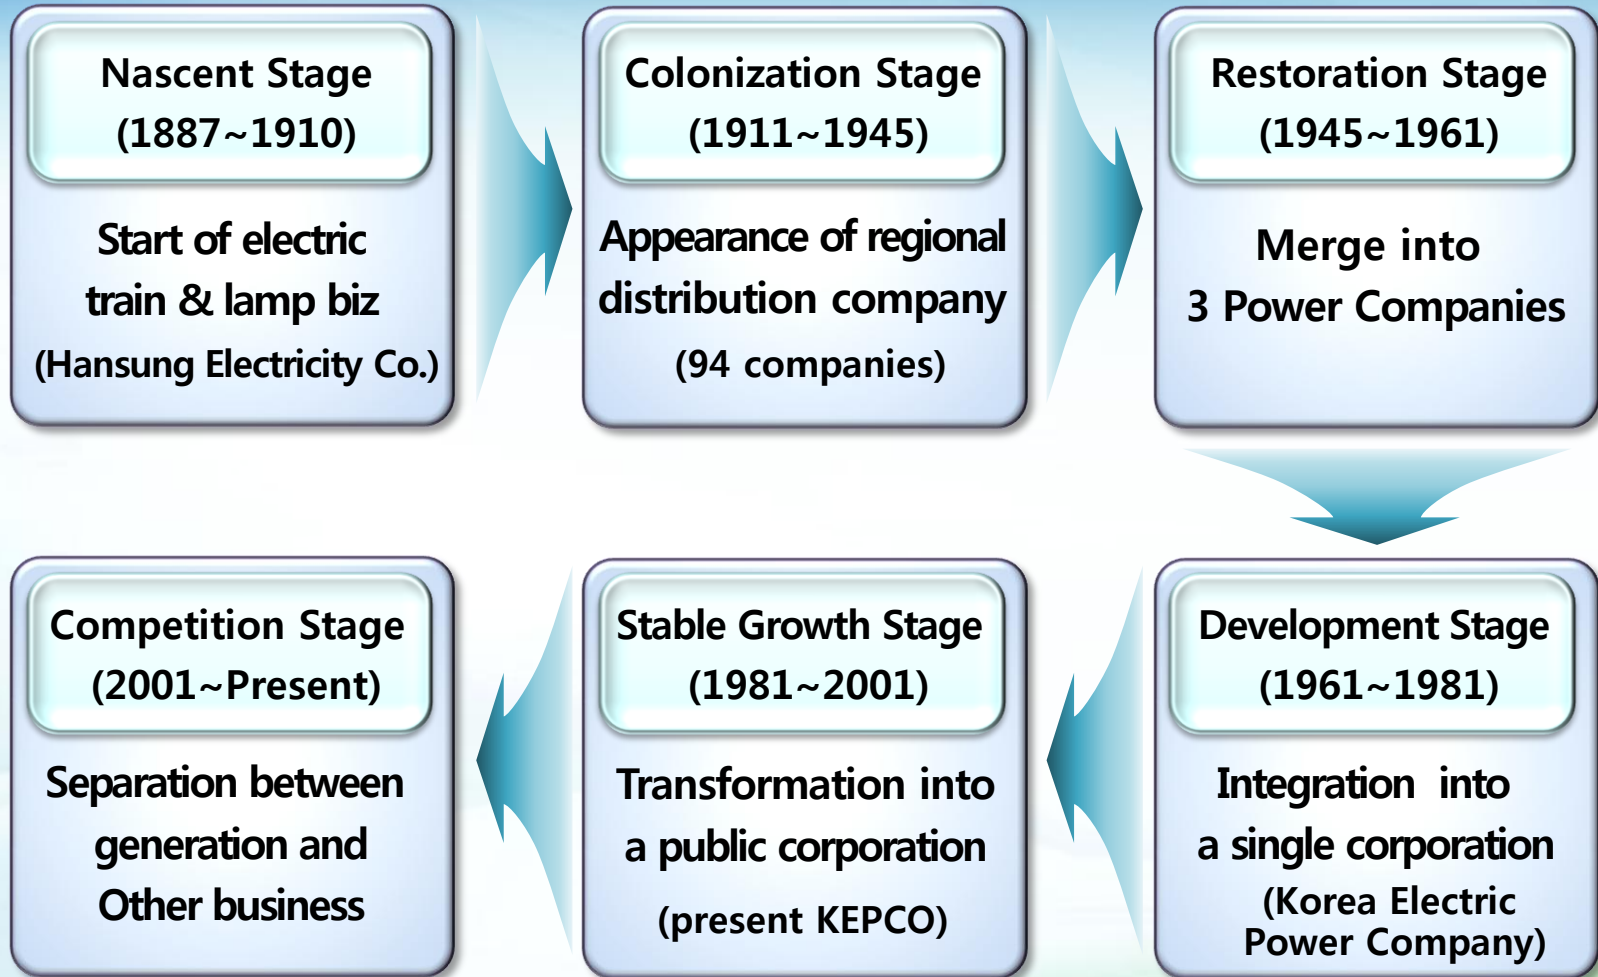 Nascent Stage
(1887~1910)
Start of electric
train & lamp biz
(Hansung Electricity Co.)
Colonization Stage
(1911~1945)
Appearance of regional
distribution company
(94 companies)
Restoration Stage
(1945~1961)
Merge into
3 Power Companies
Development Stage
(1961~1981)
Integration into
a single corporation
(Korea Electric
Power Company)
Stable Growth Stage
(1981~2001)
Transformation into
a public corporation
(present KEPCO)
Competition Stage
(2001~Present)
Separation between
generation and
Other business